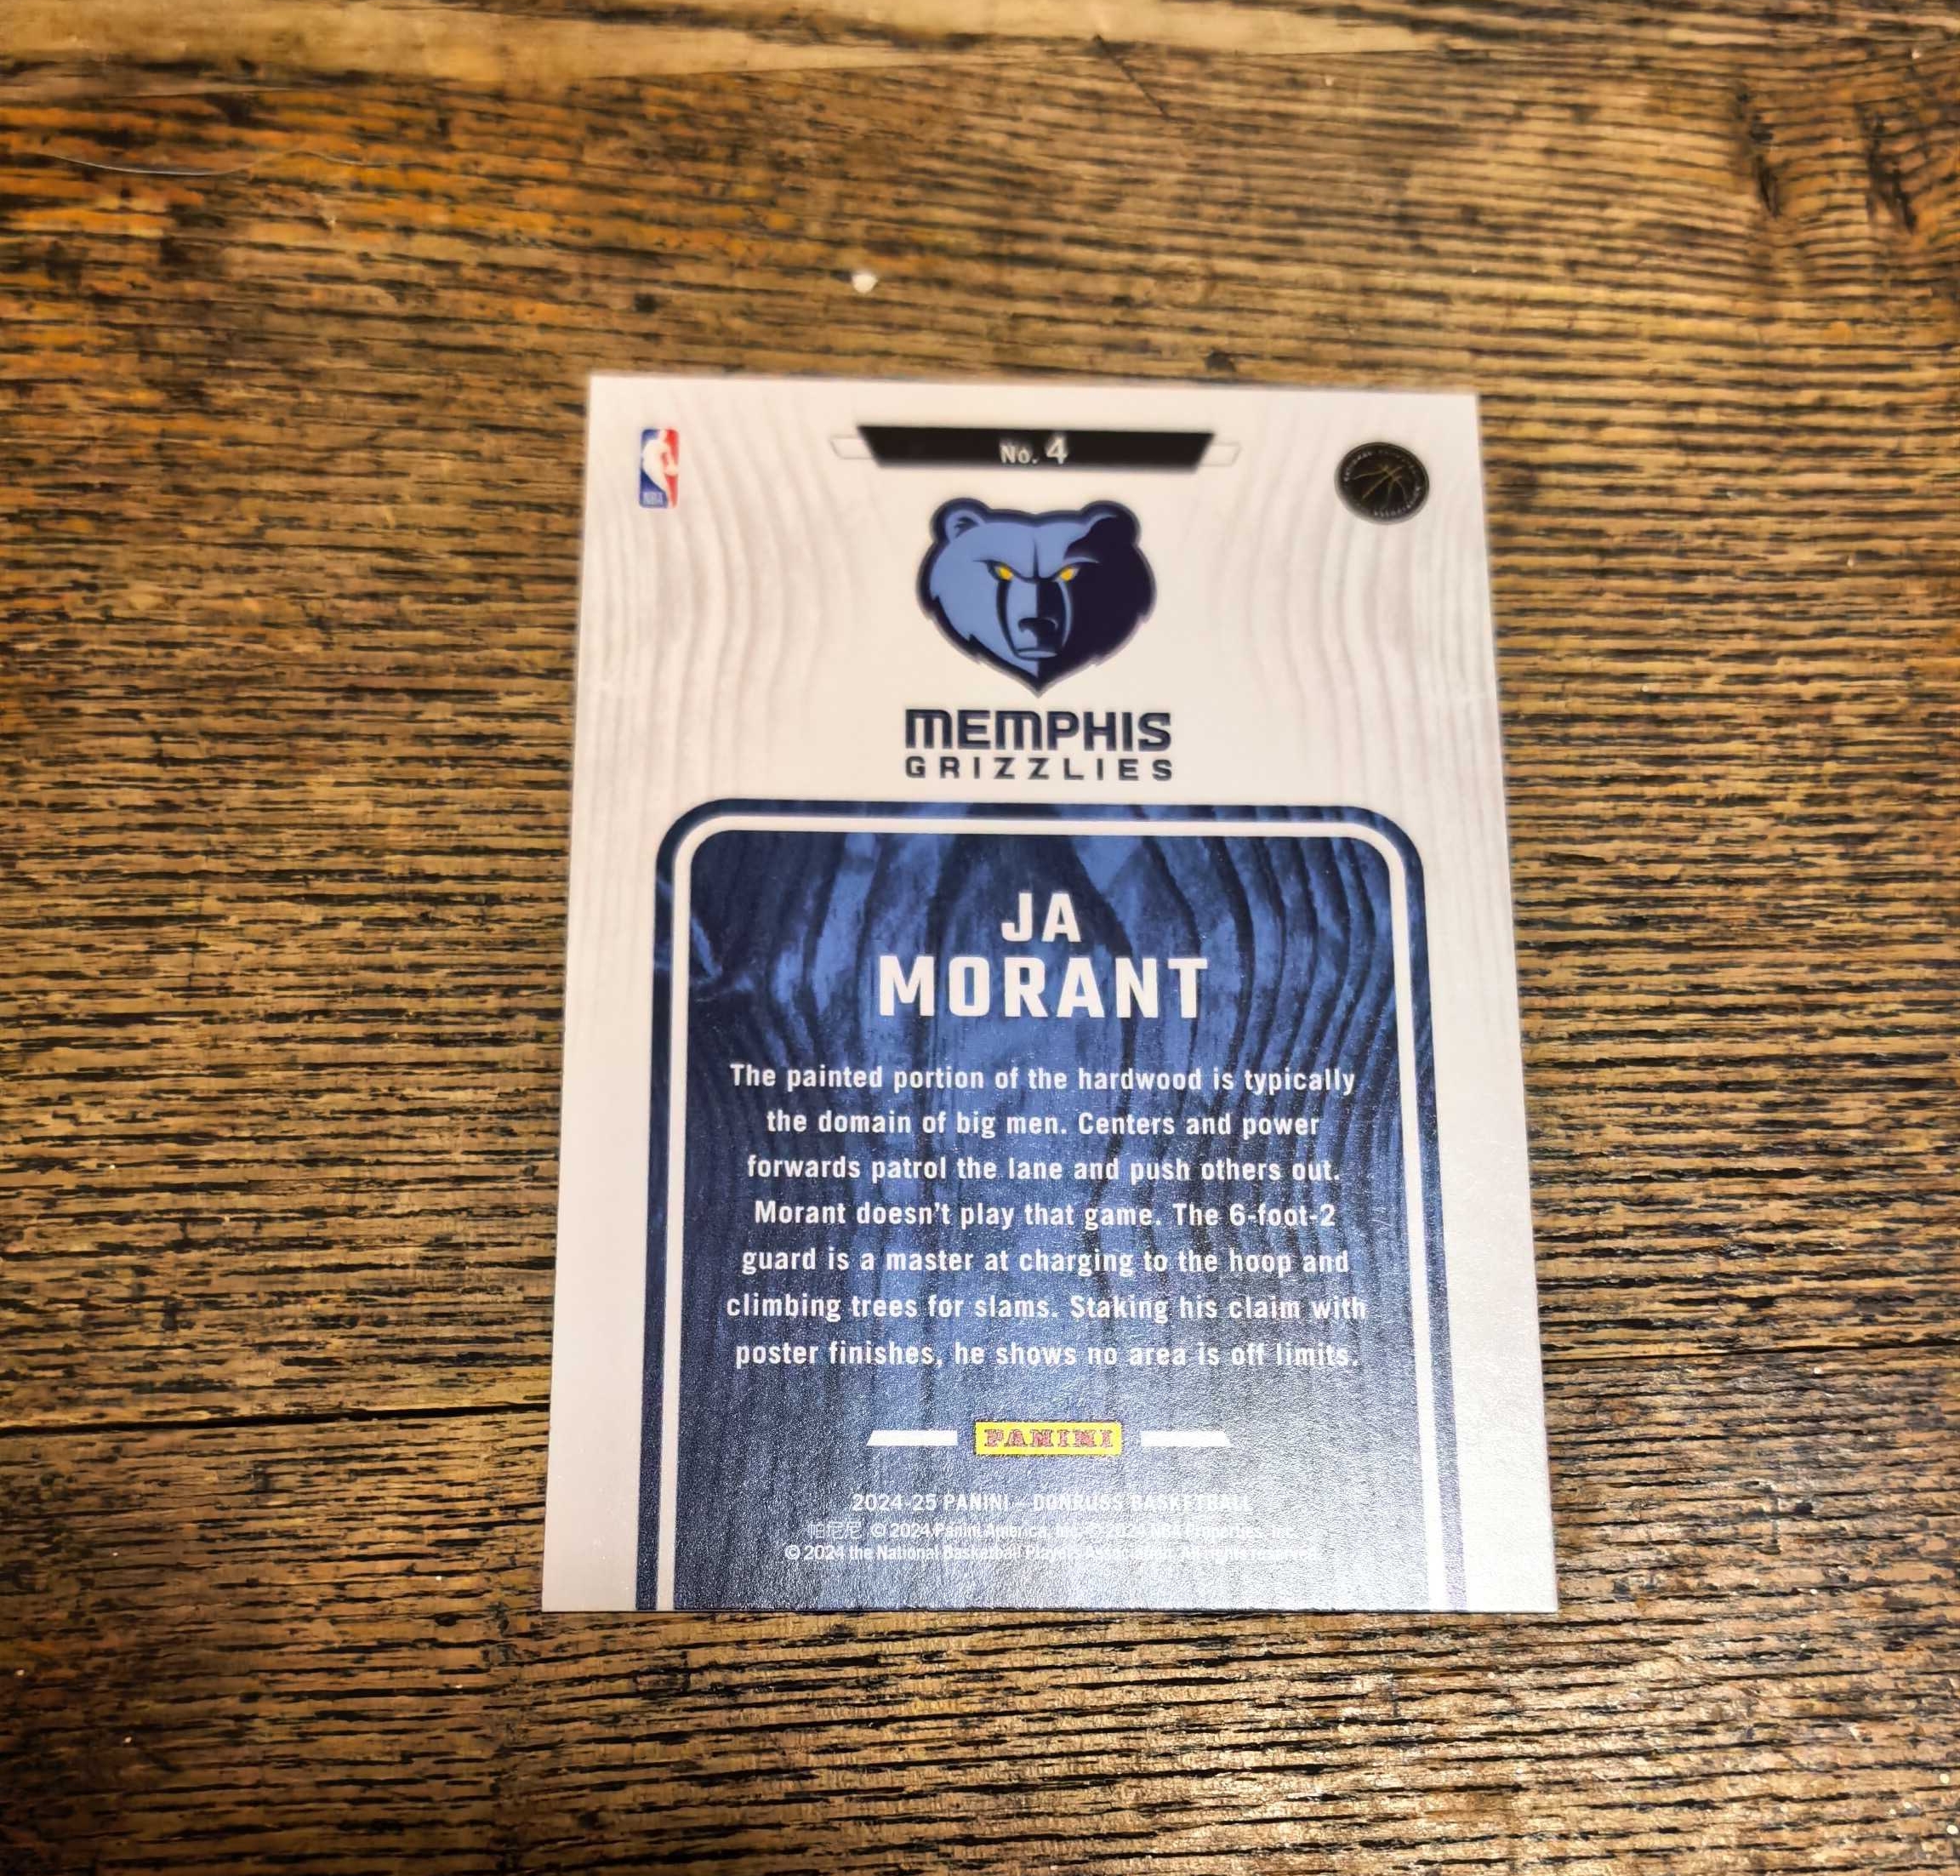 No. 4
NBA
MEMPHIS
GRIZZLIES
JA
MORANT
The painted portion of the hardwood is typically
the domain of big men. Centers and power
forwards patrol the lane and push others out.
Morant doesn't play that game. The 6-foot-2
guard is a master at charging to the hoop and
climbing trees for slams. Staking his claim with
poster finishes, he shows no area is off limits.
PANINI
2024-25 PANINI – DONRUSS BASKETBALL
帕尼尼 © 2024 Panini America, Inc. © 2024 NBA Properties, Inc.
© 2024 the National Basketball Players Association. All rights reserved.